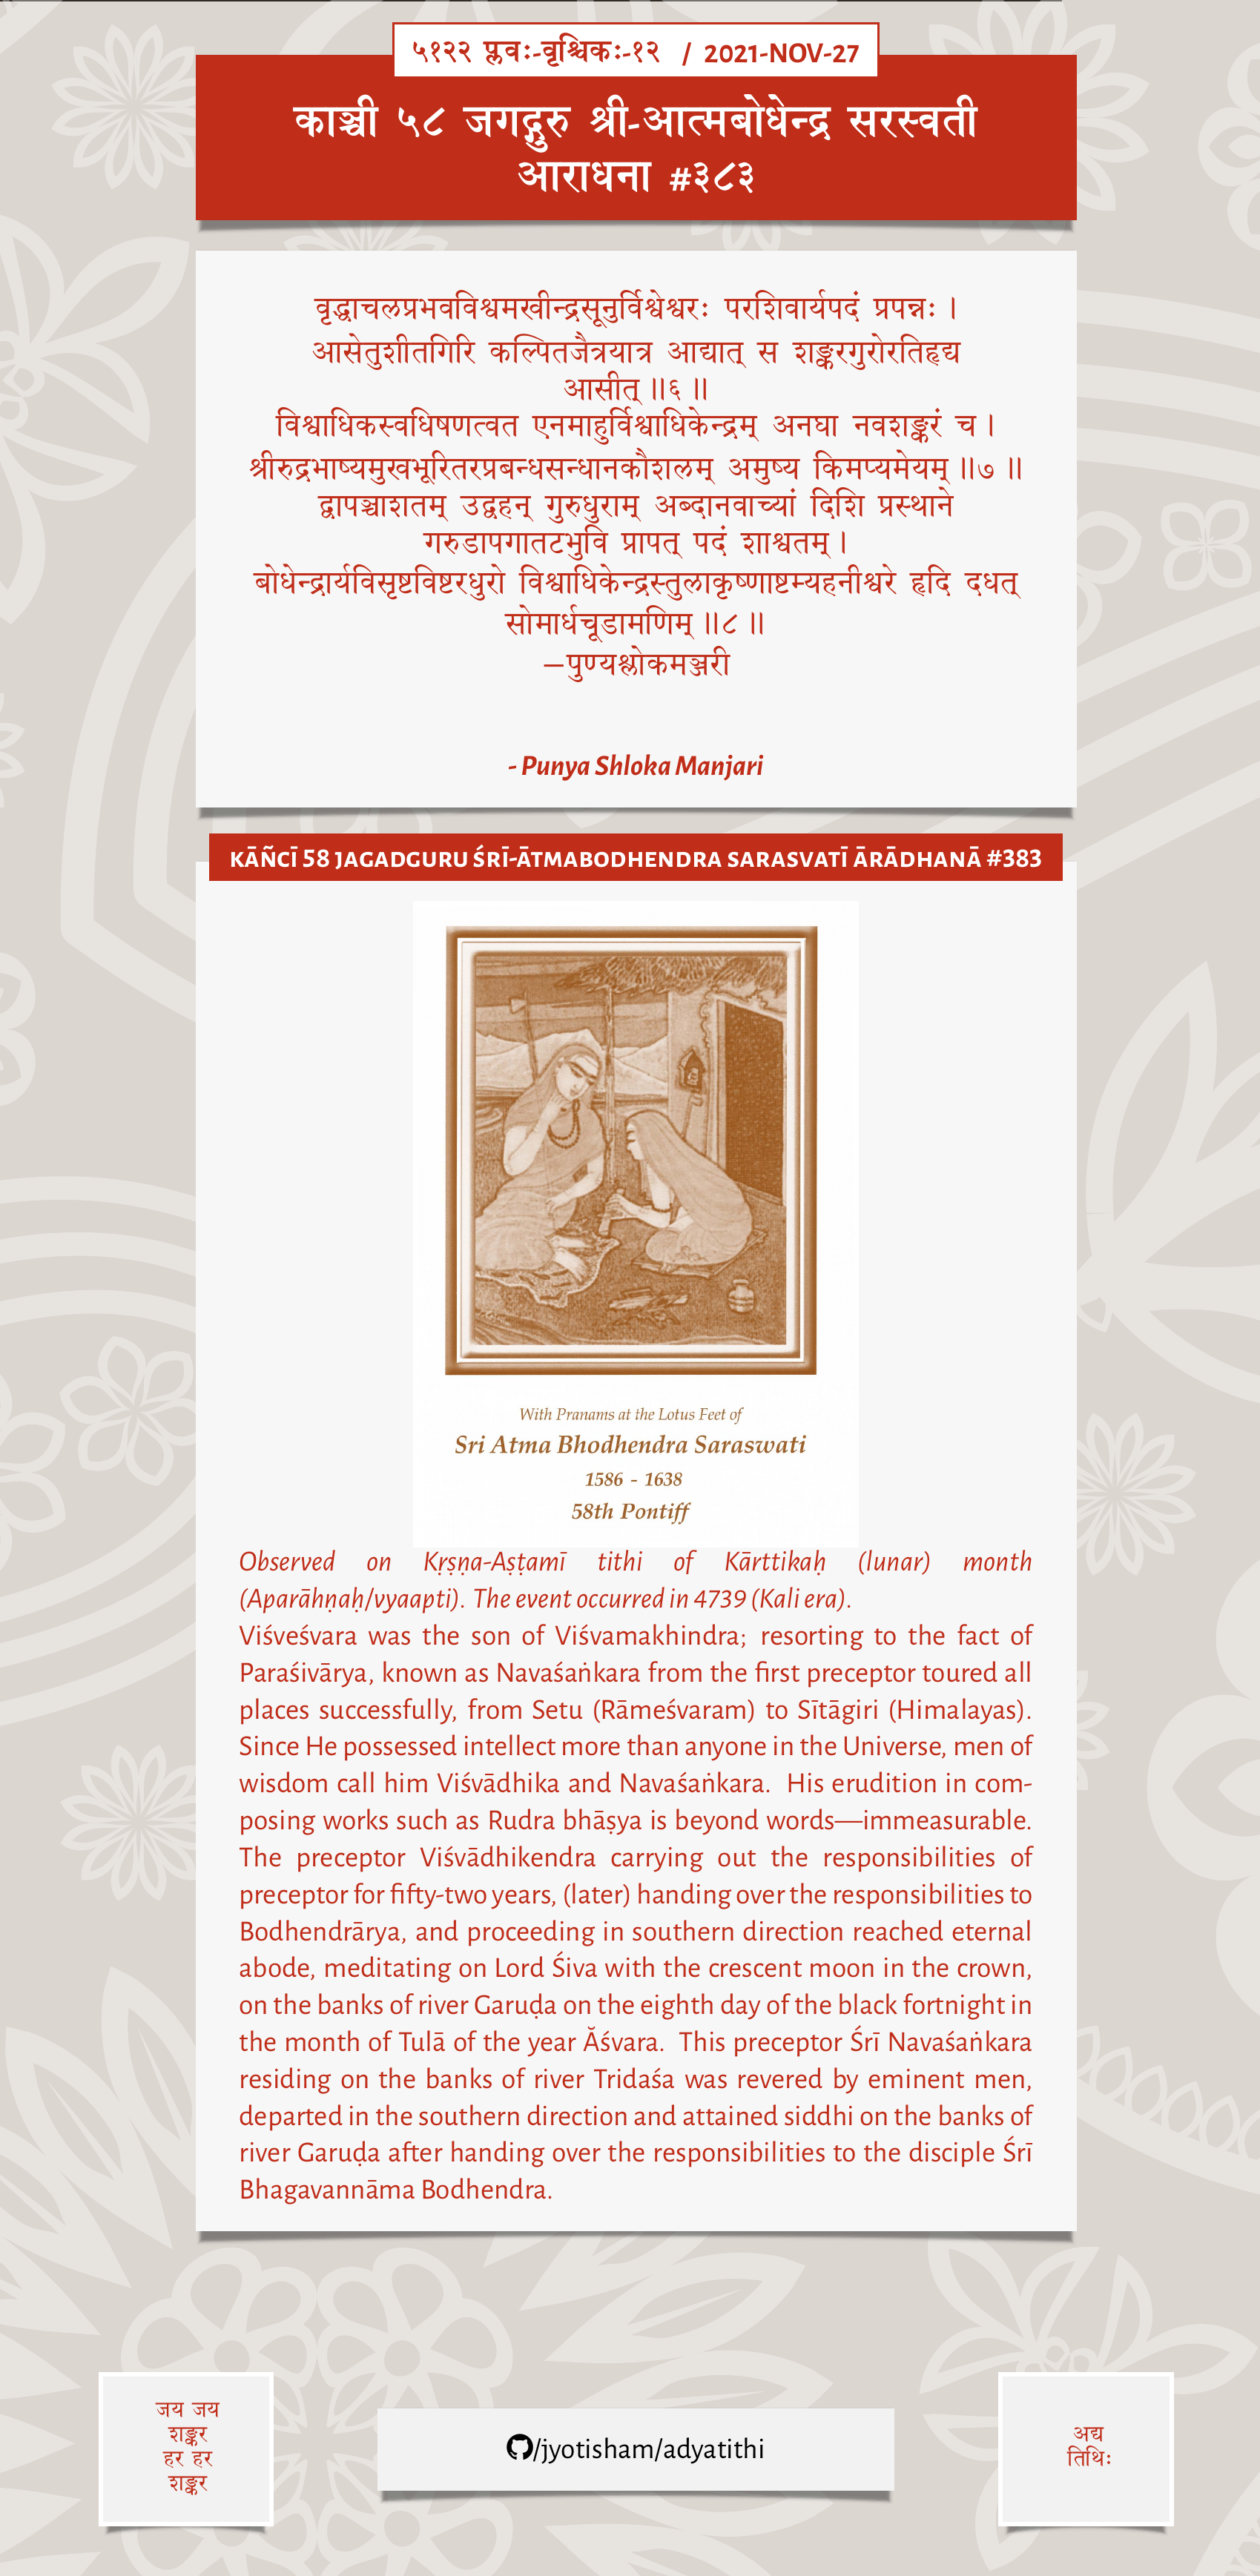 ५१२२ प्लवः-वृश्चिकः-१२ / 2021-NOV-27
काञ्ची ५८ जगद्गुरु श्री-आत्मबोधेन्द्र सरस्वती
आराधना #३८३
वृद्धाचलप्रभवविश्वमखीन्द्रसूनुर्विश्वेश्वरः परशिवार्यपदं प्रपन्नः ।
आसेतुशीतगिरि कल्पितजैत्रयात्र आद्यात् स शङ्करगुरोरतिहृद्य
आसीत् ॥६ ॥
विश्वाधिकस्वधिषणत्वत एनमाहुर्विश्वाधिकेन्द्रम् अनघा नवशङ्करं च ।
श्रीरुद्रभाष्यमुखभूरितरप्रबन्धसन्धानकौशलम् अमुष्य किमप्यमेयम् ॥७ ॥
द्वापञ्चाशतम् उद्वहन् गुरुधुराम् अब्दानवाच्यां दिशि प्रस्थाने
गरुडापगातटभुवि प्रापत् पदं शाश्वतम् ।
बोधेन्द्रार्यविसृष्टविष्टरधुरो विश्वाधिकेन्द्रस्तुलाकृष्णाष्टम्यहनीश्वरे हृदि दधत्
सोमार्धचूडामणिम् ॥८ ॥
—पुण्यश्लोकमञ्जरी
- Punya Shloka Manjari
KĀÑCĪ 58 JAGADGURU ŚRĪ-ĀTMABODHENDRA SARASVATĪ ĀRĀDHANĀ #383
With Pranams at the Lotus Feet of
Sri Atma Bhodhendra Saraswati
1586 - 1638
58th Pontiff
Observed on Kṛṣṇa-Aṣṭamī tithi of Kārttikaḥ (lunar) month
(Aparāhṇaḥ/vyaapti). The event occurred in 4739 (Kali era).
Viśveśvara was the son of Viśvamakhindra; resorting to the fact of
Paraśivārya, known as Navaśaṅkara from the first preceptor toured all
places successfully, from Setu (Rāmeśvaram) to Sītāgiri (Himalayas).
Since He possessed intellect more than anyone in the Universe, men of
wisdom call him Viśvādhika and Navaśaṅkara. His erudition in com-
posing works such as Rudra bhāṣya is beyond words—immeasurable.
The preceptor Viśvādhikendra carrying out the responsibilities of
preceptor for fifty-two years, (later) handing over the responsibilities to
Bodhendrārya, and proceeding in southern direction reached eternal
abode, meditating on Lord Śiva with the crescent moon in the crown,
on the banks of river Garuḍa on the eighth day of the black fortnight in
the month of Tulā of the year Ăśvara. This preceptor Śrī Navaśaṅkara
residing on the banks of river Tridaśa was revered by eminent men,
departed in the southern direction and attained siddhi on the banks of
river Garuḍa after handing over the responsibilities to the disciple Śrī
Bhagavannāma Bodhendra.
जय जय
शङ्कर
हर हर
शङ्कर
/jyotisham/adyatithi
अद्य
तिथिः